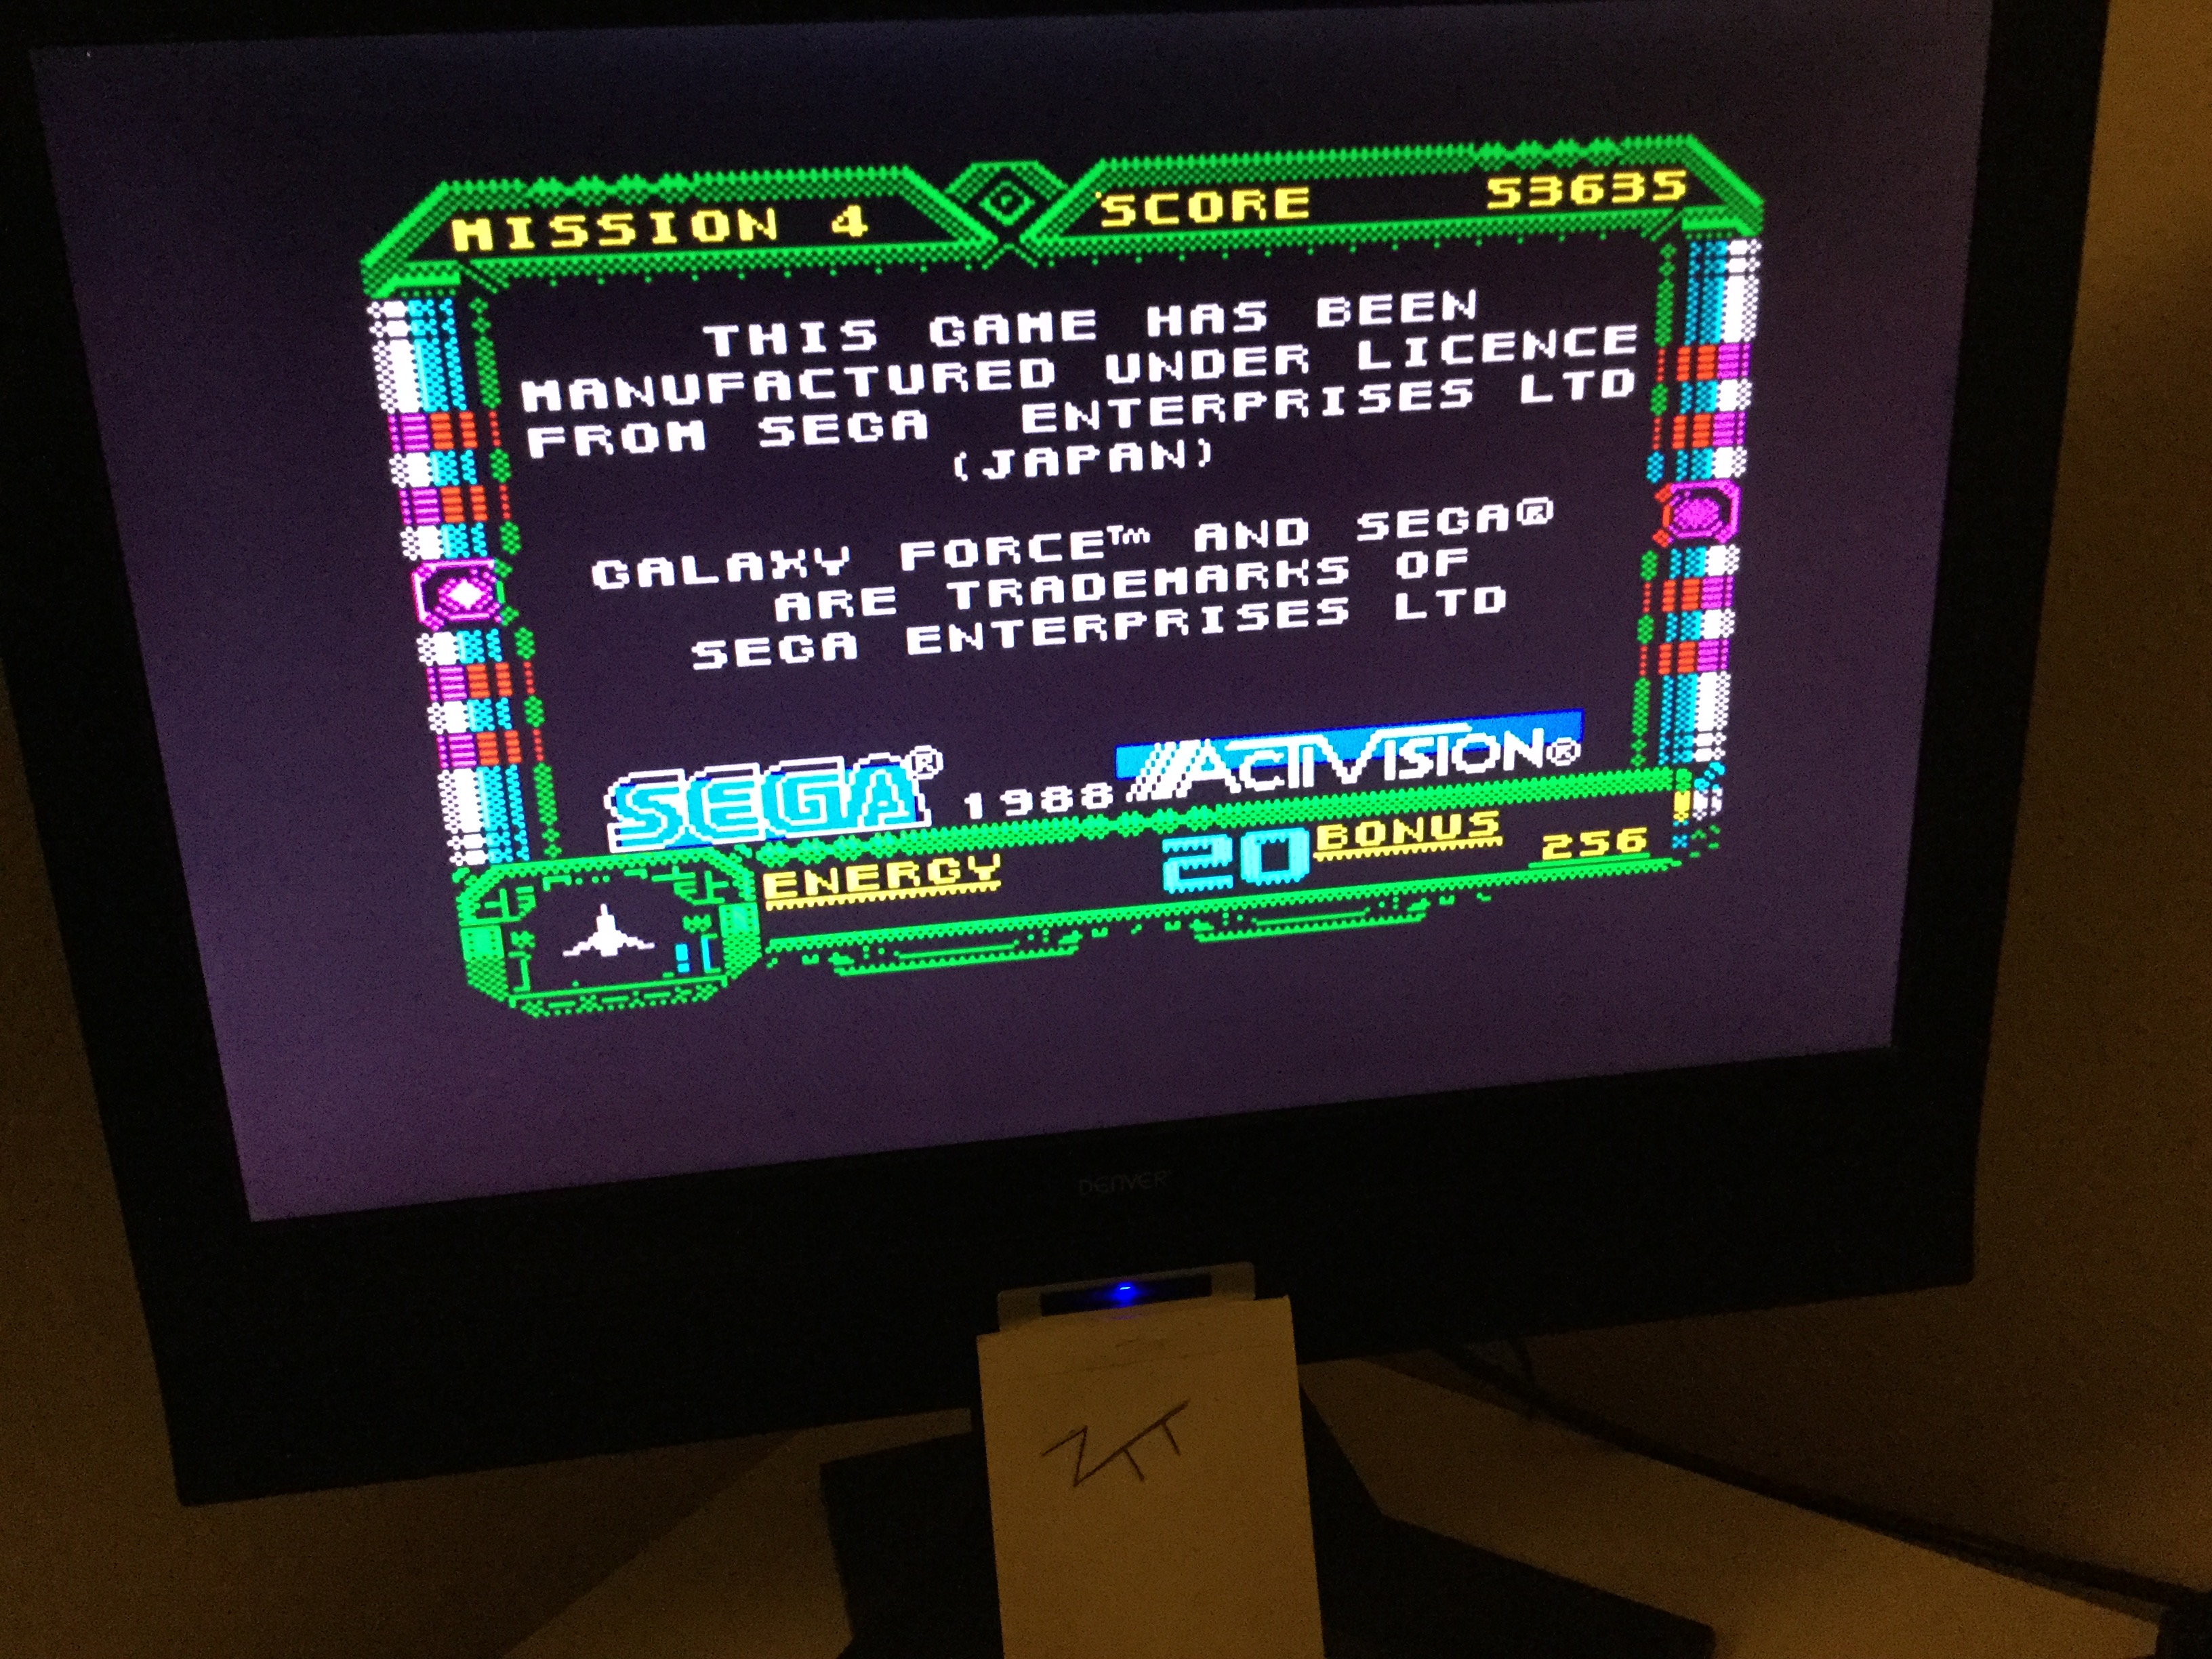 MISSION 4
SCORE 53635
THIS GAME HAS BEEN
MANUFACTURED UNDER LICENCE
FROM SEGA ENTERPRISES LTD
(JAPAN)
GALAXY FORCE™ AND SEGA®
ARE TRADEMARKS OF
SEGA ENTERPRISES LTD
SEGA® 1988 ACTIVISION®
ENERGY 20 BONUS 256
DENVER
ZTT